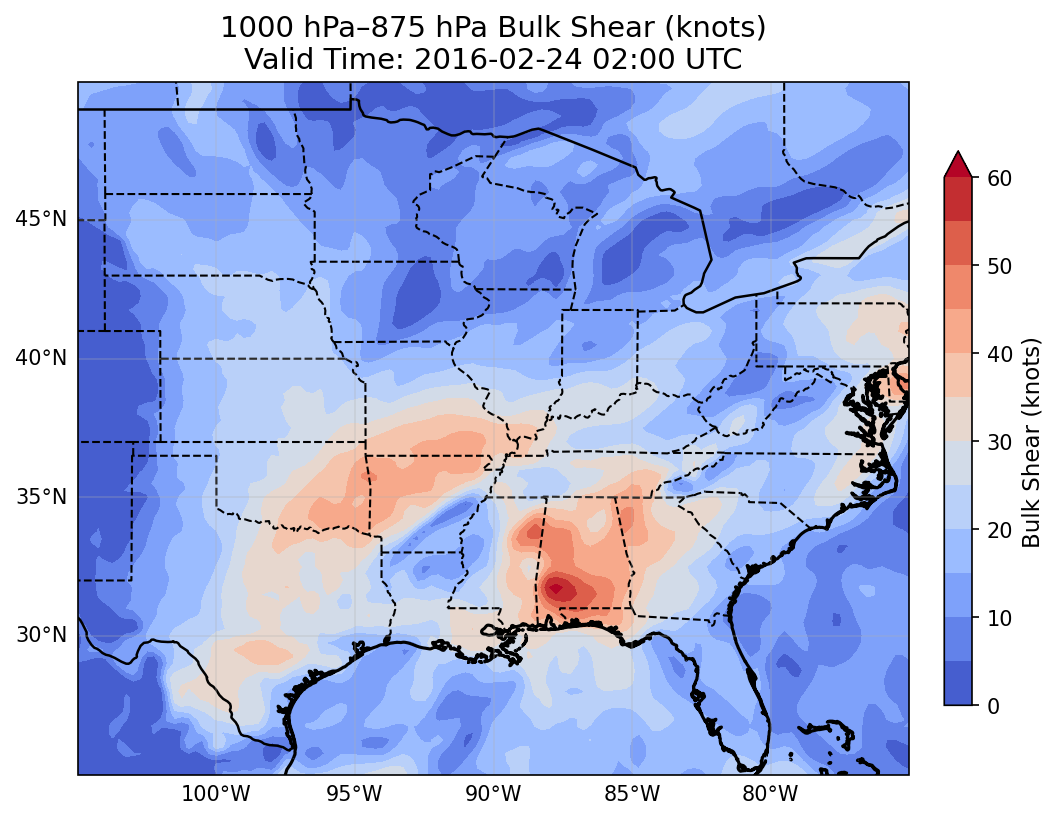 1000 hPa–875 hPa Bulk Shear (knots)
Valid Time: 2016-02-24 02:00 UTC
45°N
40°N
35°N
30°N
100°W
95°W
90°W
85°W
80°W
60
50
40
30
20
10
0
Bulk Shear (knots)